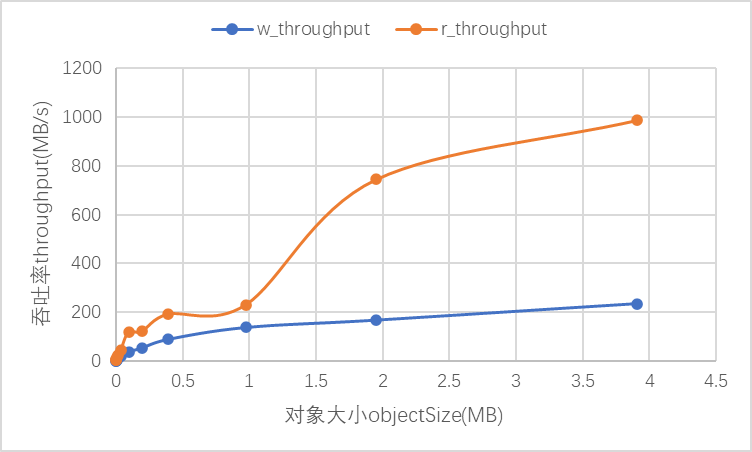 w_throughput r_throughput
1200
1000
800
600
400
200
0
吞吐率throughput(MB/s)
0 0.5 1 1.5 2 2.5 3 3.5 4 4.5
对象大小objectSize(MB)